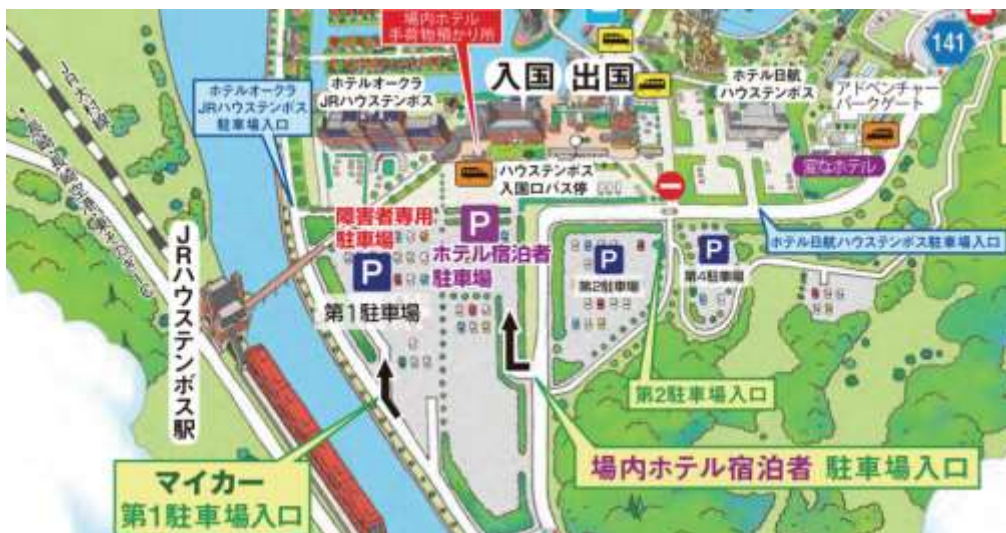 場内ホテル
手荷物預かり所
入国 出国
141
ホテルオークラ
JRハウステンボス
駐車場入口
ホテルオークラ
JRハウステンボス
ホテル日航
ハウステンボス
アドベンチャー
パークゲート
変なホテル
JR大村線
ハウステンボス
入国口バス停
障害者専用
駐車場
P
ホテル宿泊者
駐車場
P
第1駐車場
P
第2駐車場
P
第4駐車場
ホテル日航ハウステンボス駐車場入口
JRハウステンボス駅
第2駐車場入口
マイカー
第1駐車場入口
場内ホテル宿泊者 駐車場入口